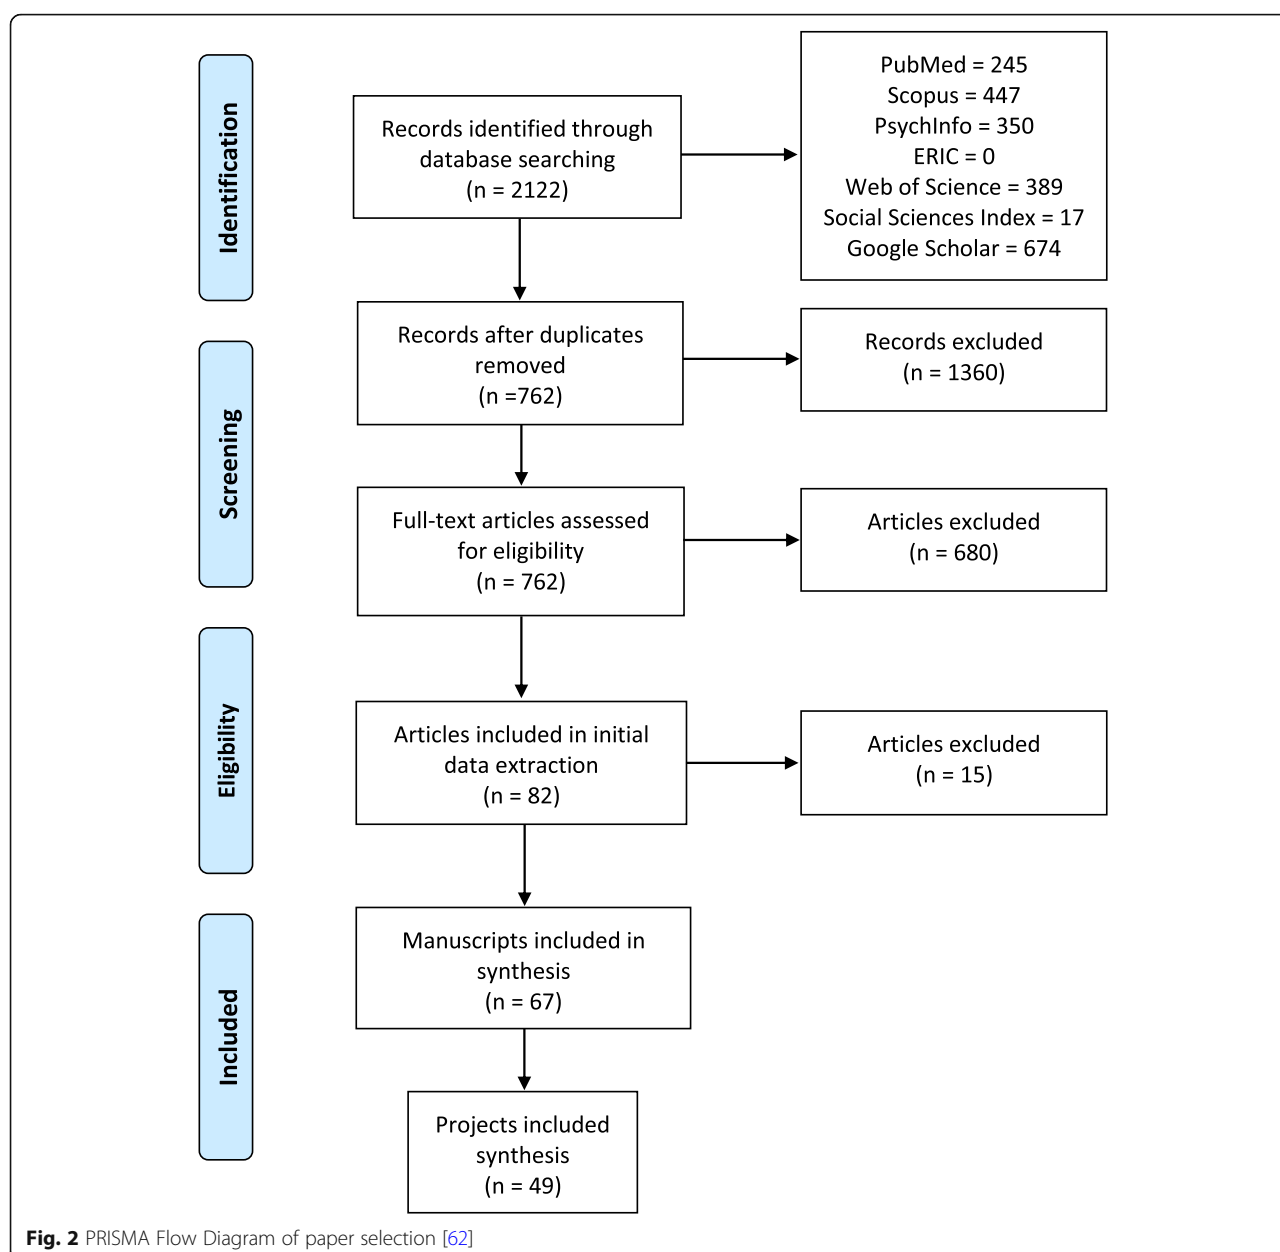 Identification
Records identified through
database searching
(n = 2122)
PubMed = 245
Scopus = 447
PsychInfo = 350
ERIC = 0
Web of Science = 389
Social Sciences Index = 17
Google Scholar = 674
Screening
Records after duplicates
removed
(n =762)
Records excluded
(n = 1360)
Full-text articles assessed
for eligibility
(n = 762)
Articles excluded
(n = 680)
Eligibility
Articles included in initial
data extraction
(n = 82)
Articles excluded
(n = 15)
Included
Manuscripts included in
synthesis
(n = 67)
Projects included
synthesis
(n = 49)
Fig. 2 PRISMA Flow Diagram of paper selection [62]